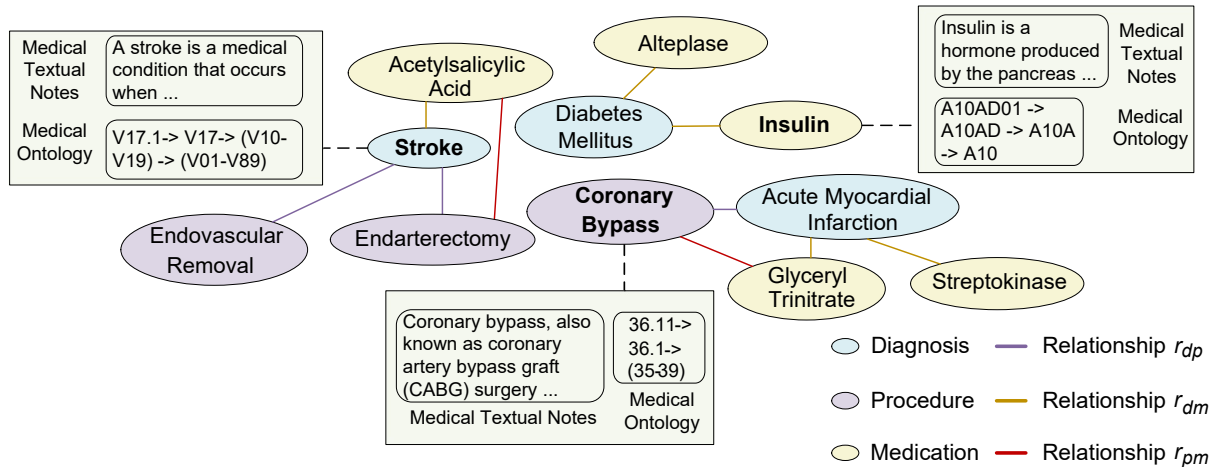 Medical
Textual
Notes
A stroke is a medical
condition that occurs
when ...
Medical
Ontology
V17.1-> V17-> (V10-
V19) -> (V01-V89)
Acetylsalicylic
Acid
Stroke
Endovascular
Removal
Endarterectomy
Alteplase
Diabetes
Mellitus
Insulin
Insulin is a
hormone produced
by the pancreas ...
Medical
Textual
Notes
A10AD01 ->
A10AD -> A10A
-> A10
Medical
Ontology
Coronary
Bypass
Acute Myocardial
Infarction
Glyceryl
Trinitrate
Streptokinase
Coronary bypass, also
known as coronary
artery bypass graft
(CABG) surgery ...
Medical Textual Notes
36.11->
36.1->
(35-39)
Medical
Ontology
Diagnosis
Relationship r_dp
Procedure
Relationship r_dm
Medication
Relationship r_pm